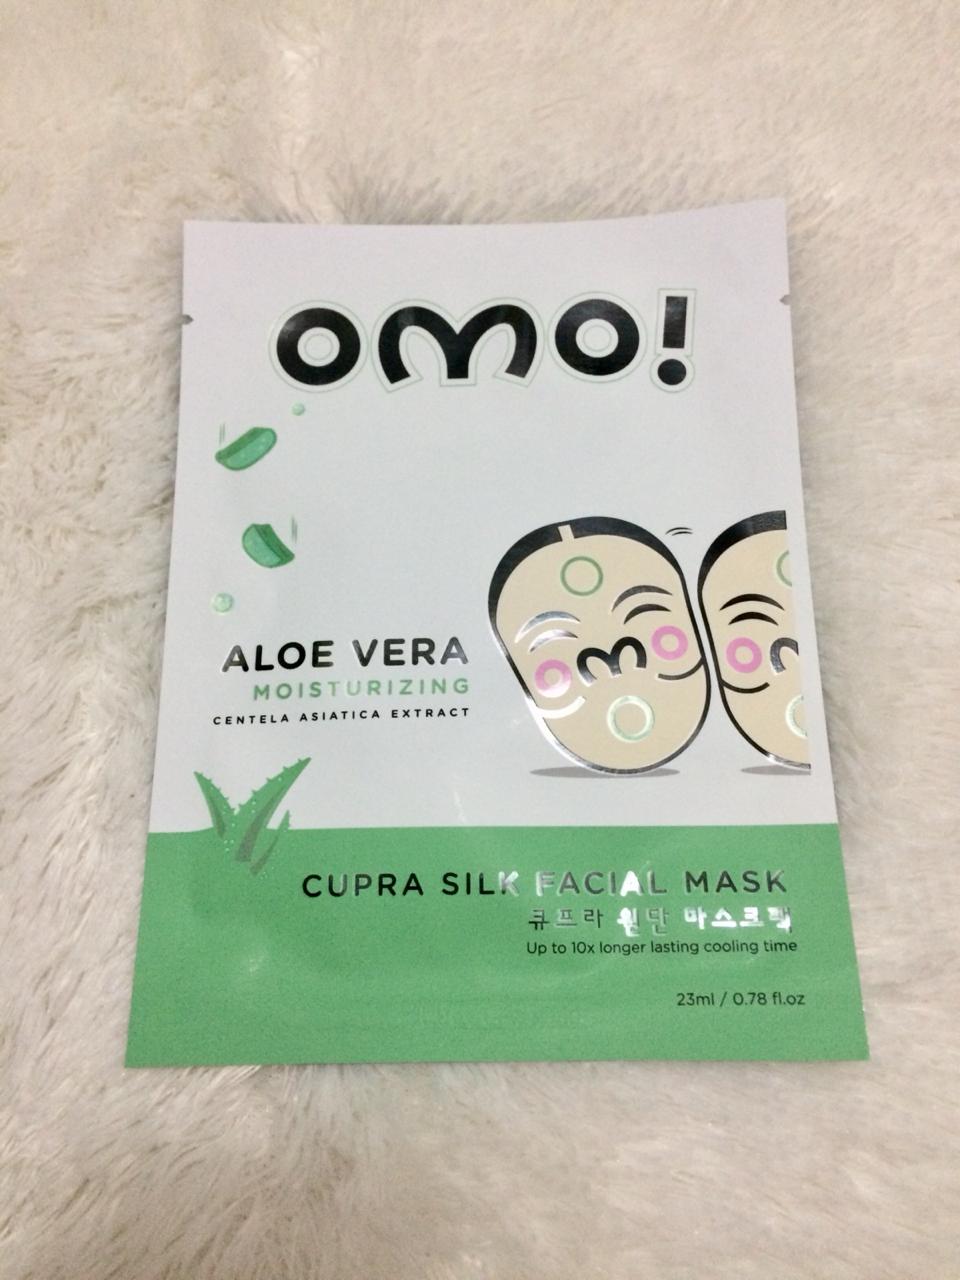 OMO!
ALOE VERA
MOISTURIZING
CENTELA ASIATICA EXTRACT
CUPRA SILK FACIAL MASK
큐프라 원단 마스크팩
Up to 10x longer lasting cooling time
23ml / 0.78 fl.oz